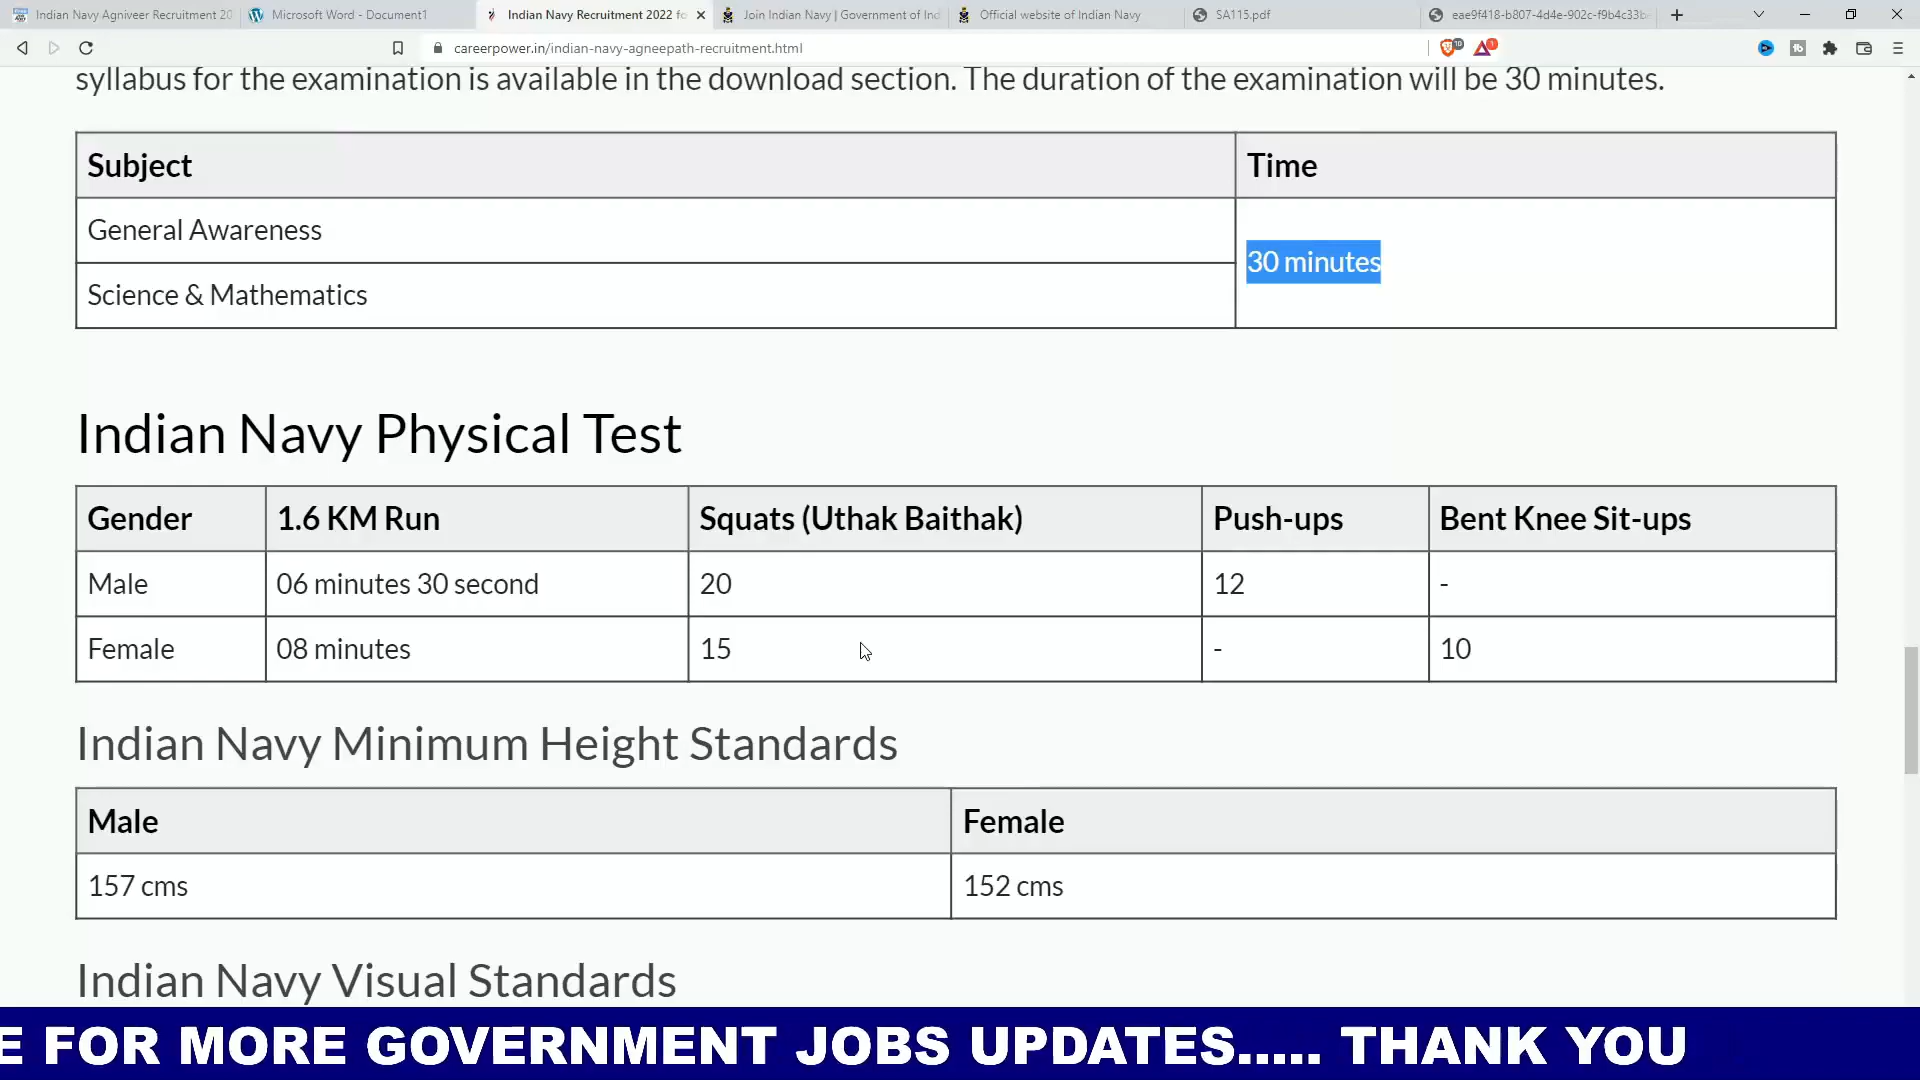 Indian Navy Agniveer Recruitment 20
Microsoft Word - Document1
Indian Navy Recruitment 2022 fo
Join Indian Navy | Government of Ind
Official website of Indian Navy
SA115.pdf
eae9f418-b807-4d4e-902c-f9b4c33b
careerpower.in/indian-navy-agneepath-recruitment.html
syllabus for the examination is available in the download section. The duration of the examination will be 30 minutes.
Subject Time
General Awareness
30 minutes
Science & Mathematics
Indian Navy Physical Test
Gender 1.6 KM Run Squats (Uthak Baithak) Push-ups Bent Knee Sit-ups
Male 06 minutes 30 second 20 12 -
Female 08 minutes 15 - 10
Indian Navy Minimum Height Standards
Male Female
157 cms 152 cms
Indian Navy Visual Standards
E FOR MORE GOVERNMENT JOBS UPDATES..... THANK YOU